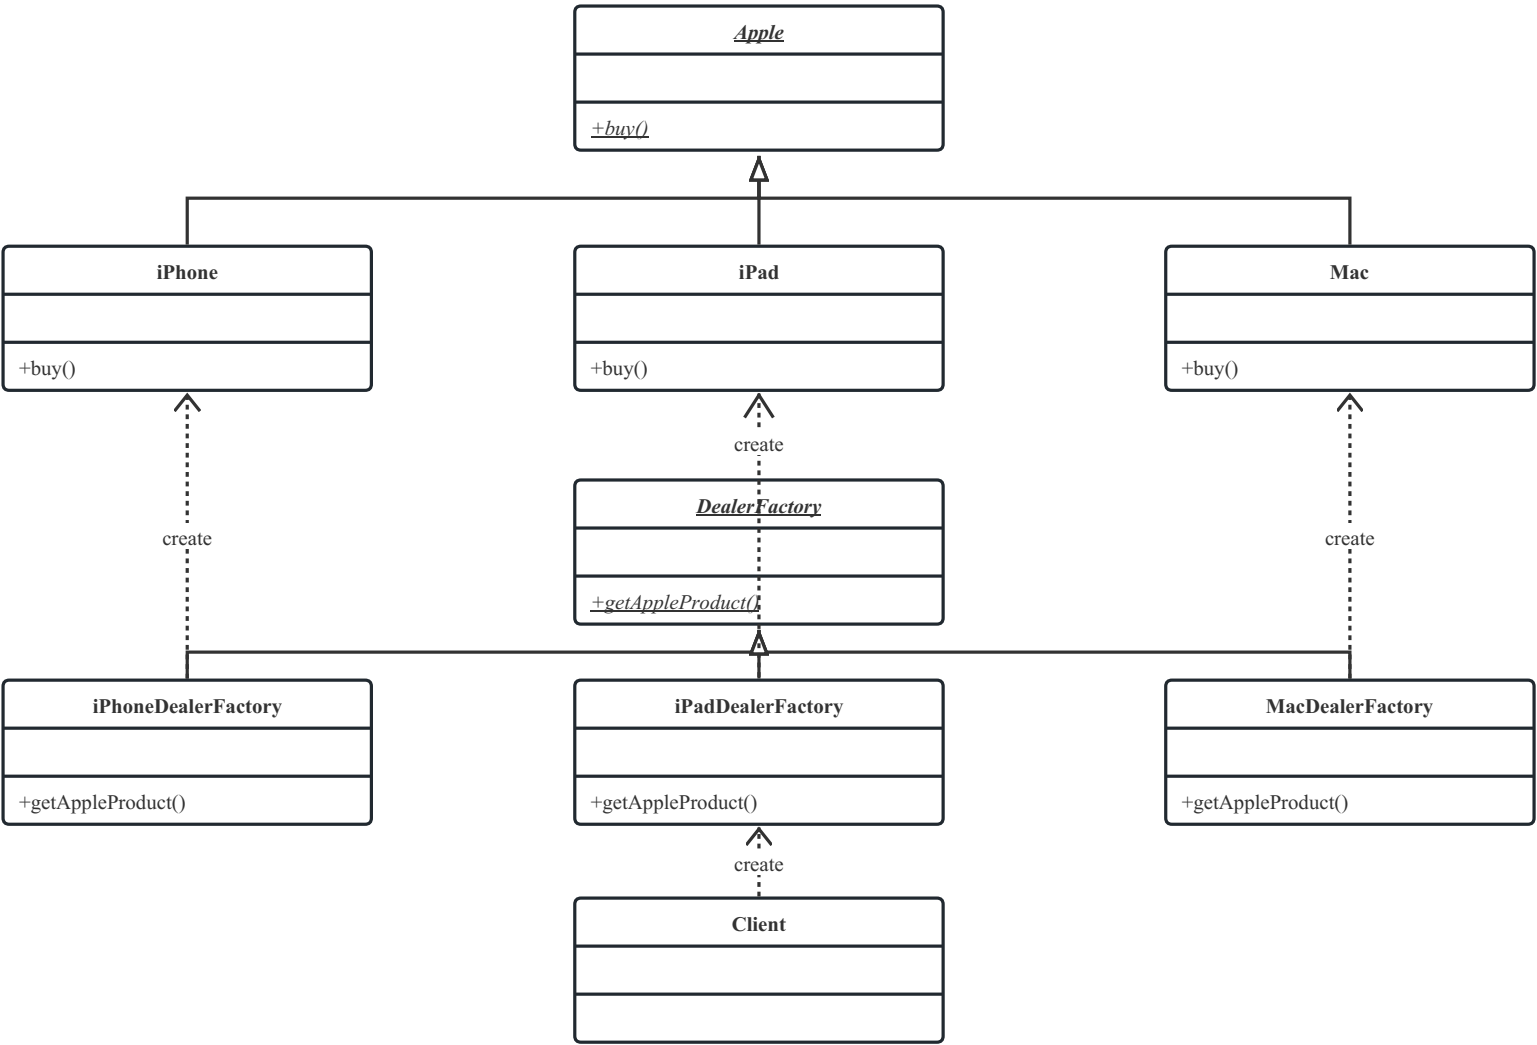 Apple
+buy()
iPhone
+buy()
iPad
+buy()
Mac
+buy()
create
DealerFactory
+getAppleProduct()
create
create
iPhoneDealerFactory
+getAppleProduct()
iPadDealerFactory
+getAppleProduct()
MacDealerFactory
+getAppleProduct()
create
Client